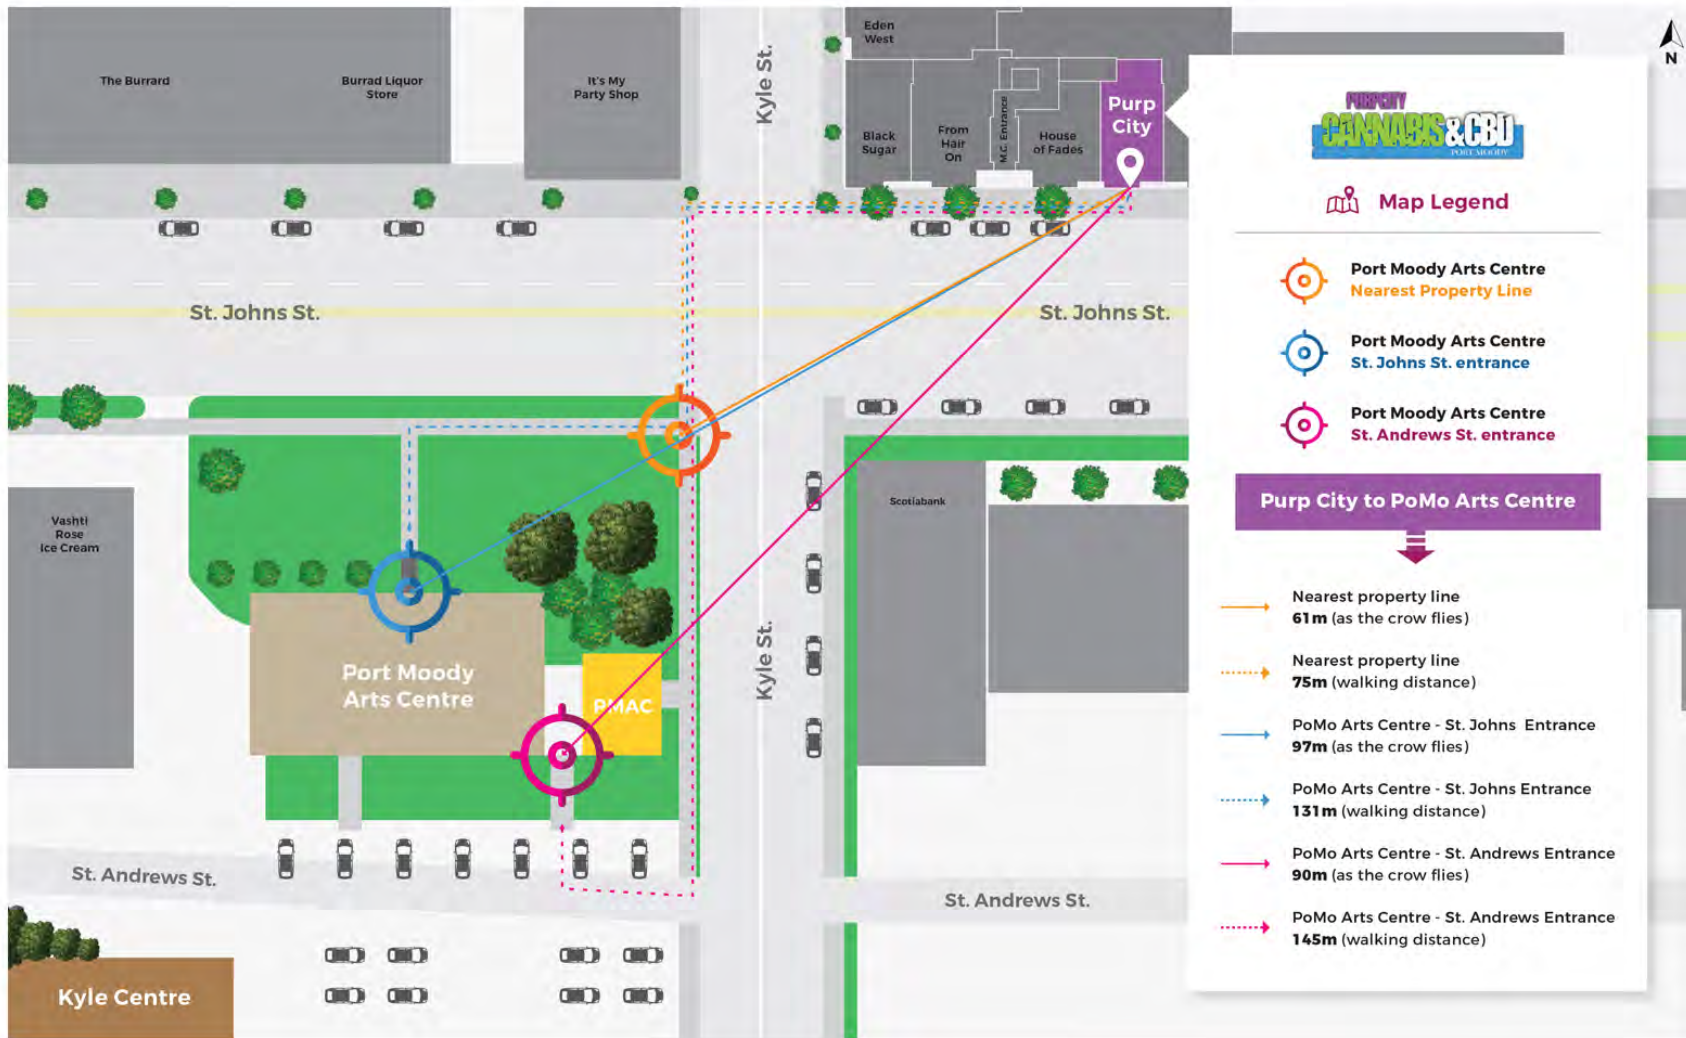 The Burrard
Burrad Liquor
Store
It's My
Party Shop
Kyle St.
Eden
West
Black
Sugar
From
Hair
On
M.C. Entrance
House
of Fades
Purp
City
N
St. Johns St.
St. Johns St.
Vashti
Rose
Ice Cream
Scotiabank
Port Moody
Arts Centre
PMAC
Kyle St.
St. Andrews St.
St. Andrews St.
Kyle Centre
PURPCITY
CANNABIS&CBD
PORT MOODY
Map Legend
Port Moody Arts Centre
Nearest Property Line
Port Moody Arts Centre
St. Johns St. entrance
Port Moody Arts Centre
St. Andrews St. entrance
Purp City to PoMo Arts Centre
Nearest property line
61m (as the crow flies)
Nearest property line
75m (walking distance)
PoMo Arts Centre - St. Johns Entrance
97m (as the crow flies)
PoMo Arts Centre - St. Johns Entrance
131m (walking distance)
PoMo Arts Centre - St. Andrews Entrance
90m (as the crow flies)
PoMo Arts Centre - St. Andrews Entrance
145m (walking distance)